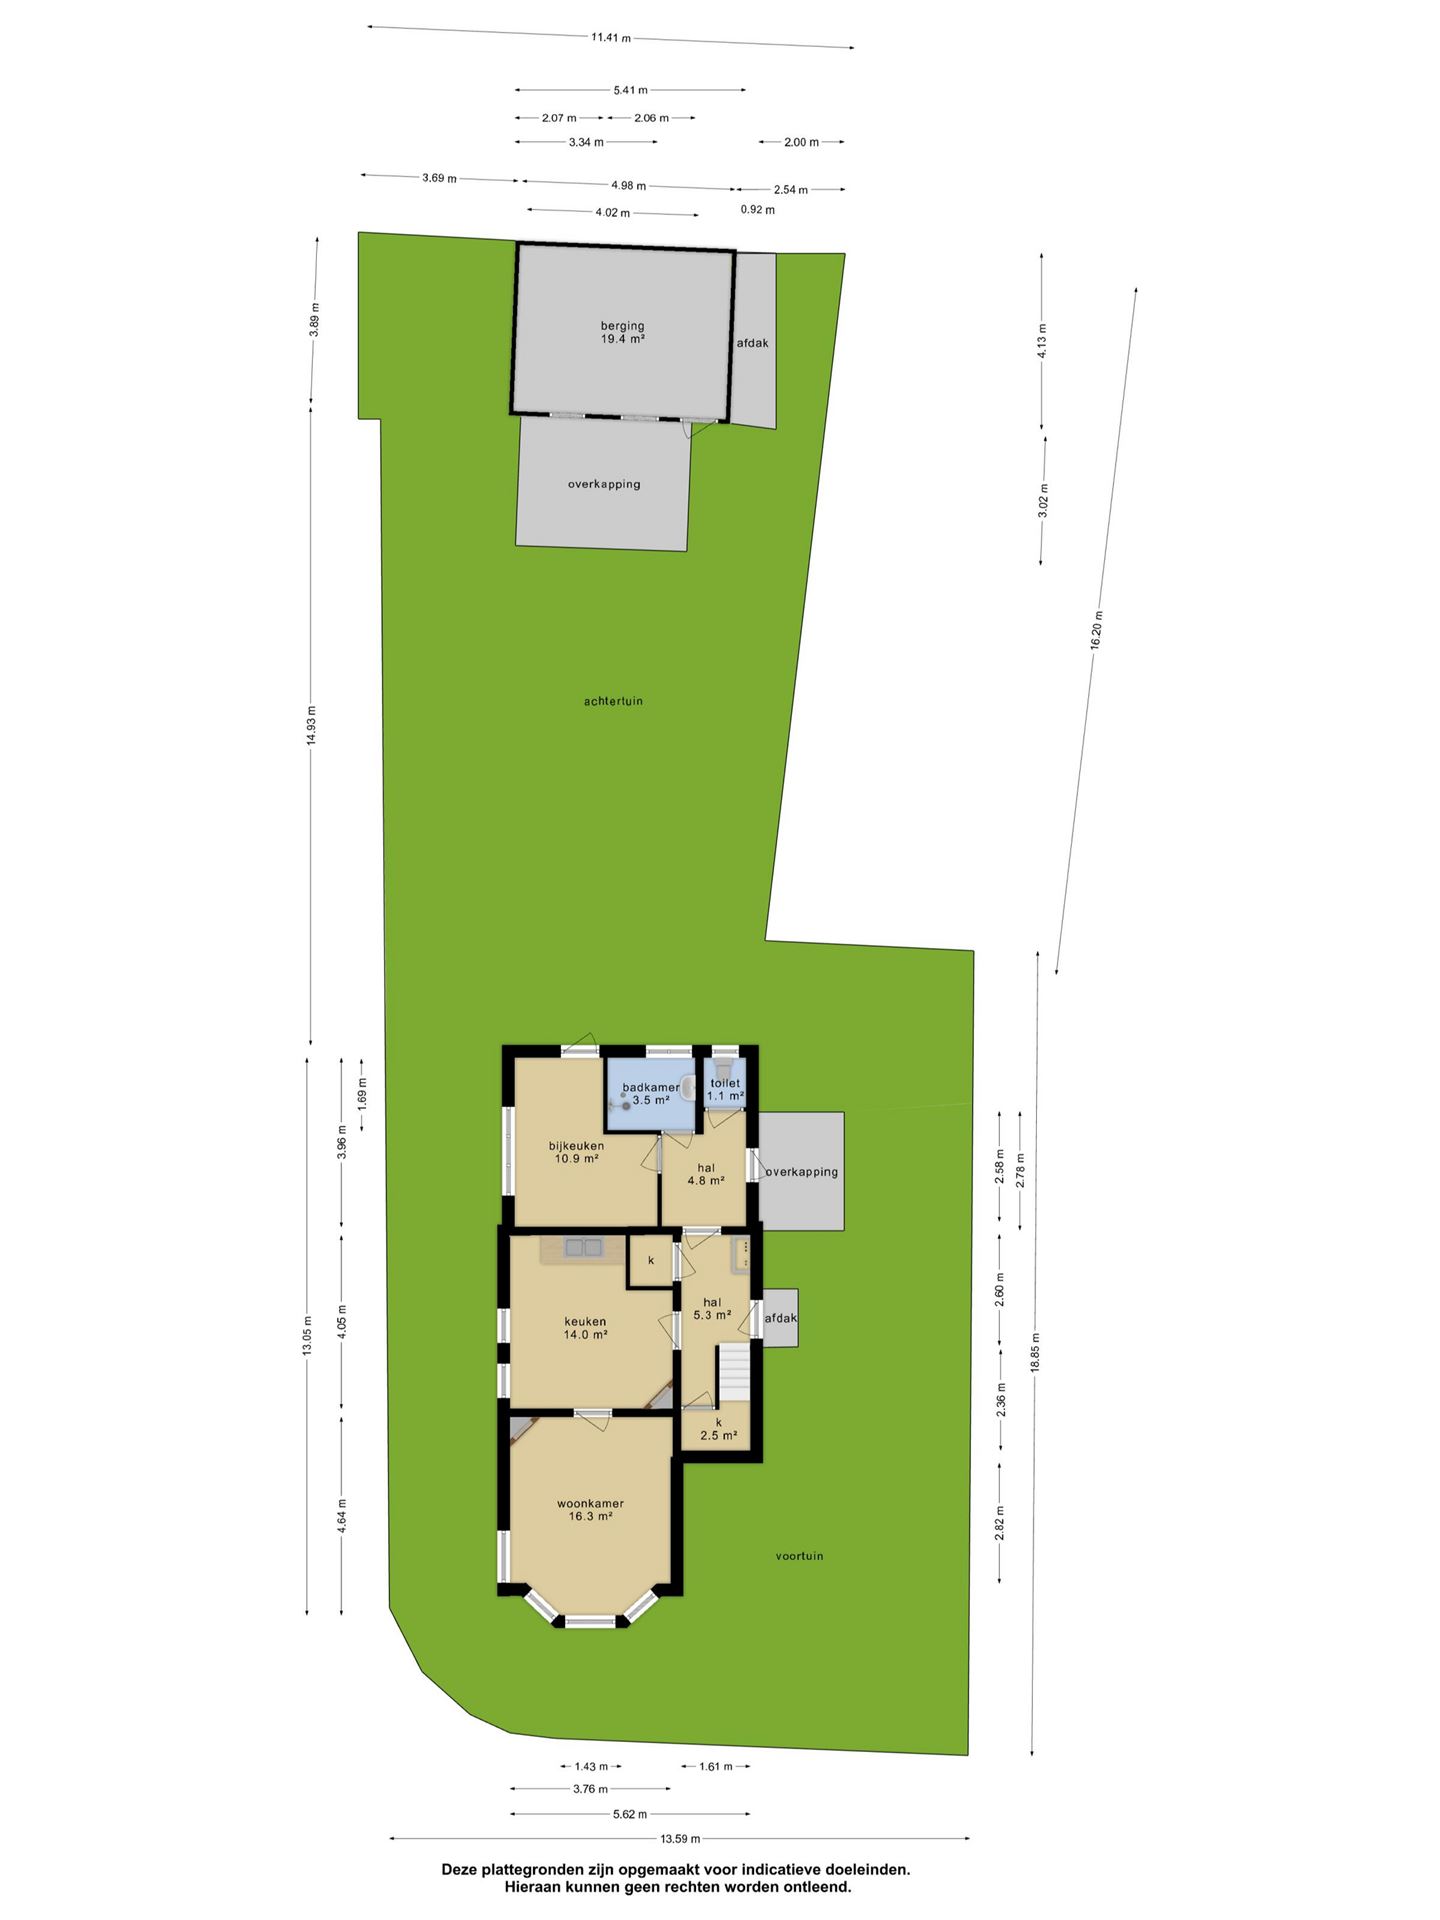 11.41 m
5.41 m
2.07 m
2.06 m
3.34 m
2.00 m
3.69 m
4.98 m
2.54 m
4.02 m
0.92 m
3.89 m
berging
19.4 m²
afdak
4.13 m
overkapping
3.02 m
16.20 m
achtertuin
14.93 m
1.69 m
badkamer
3.5 m²
toilet
1.1 m²
3.96 m
bijkeuken
10.9 m²
hal
4.8 m²
overkapping
2.58 m
2.78 m
k
13.05 m
4.05 m
keuken
14.0 m²
hal
5.3 m²
afdak
2.60 m
18.85 m
2.36 m
k
2.5 m²
4.64 m
woonkamer
16.3 m²
2.82 m
voortuin
1.43 m
1.61 m
3.76 m
5.62 m
13.59 m
Deze plattegronden zijn opgemaakt voor indicatieve doeleinden.
Hieraan kunnen geen rechten worden ontleend.